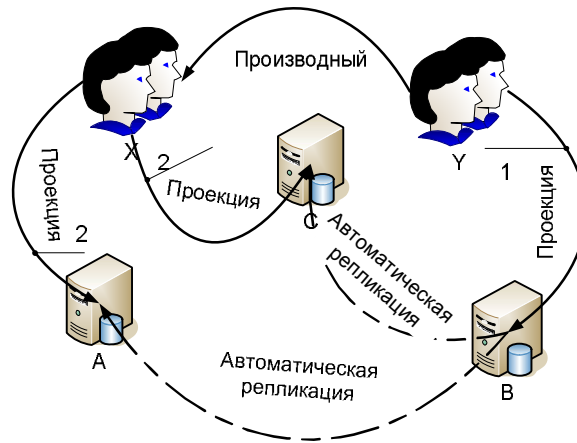 Производный
X
Y
2
1
Проекция
Проекция
Проекция
2
C
Автоматическая
репликация
A
B
Автоматическая
репликация